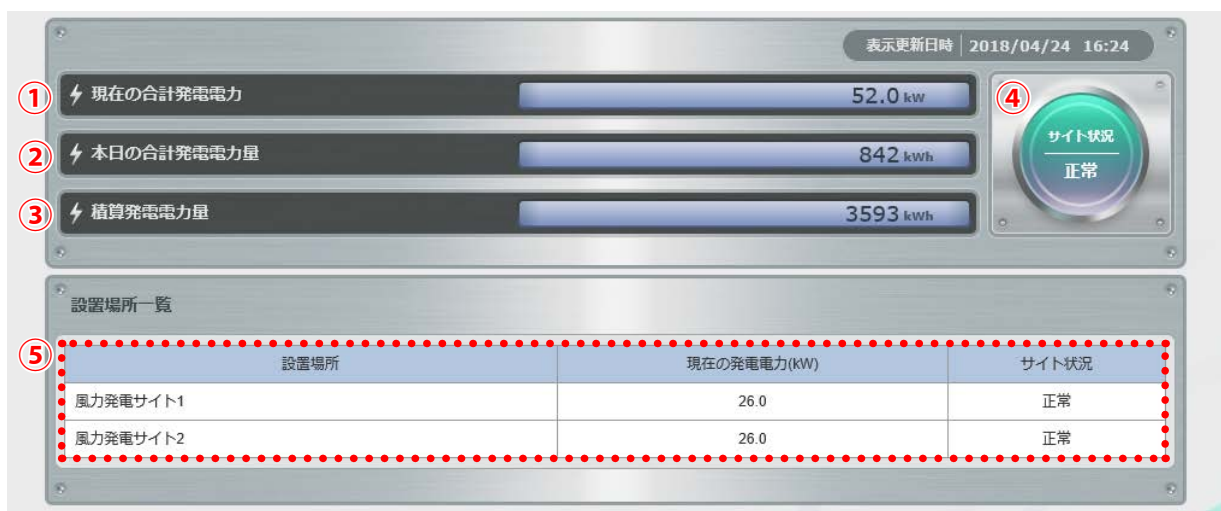 表示更新日時 2018/04/24 16:24
① 現在の合計発電電力 52.0 kW
④
② 本日の合計発電電力量 842 kWh
サイト状況
正常
③ 積算発電電力量 3593 kWh
設置場所一覧
⑤
設置場所 現在の発電電力(kW) サイト状況
風力発電サイト1 26.0 正常
風力発電サイト2 26.0 正常